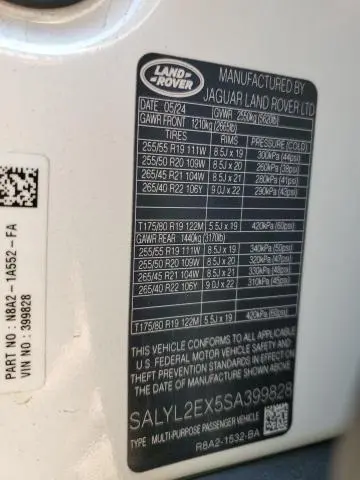 LAND ROVER
MANUFACTURED BY
JAGUAR LAND ROVER LTD
DATE 05/24 GVWR 2550kg (5620lb)
GAWR FRONT 1210kg (2665lb)
TIRES RIMS PRESSURE (COLD)
255/55 R19 111W 8.5J x 19 300kPa (44psi)
255/50 R20 109W 8.5J x 20 260kPa (38psi)
265/45 R21 104W 8.5J x 21 280kPa (41psi)
265/40 R22 106Y 9.0J x 22 290kPa (43psi)
T175/80 R19 122M 5.5J x 19 420kPa (60psi)
GAWR REAR 1440kg (3170lb)
255/55 R19 111W 8.5J x 19 340kPa (50psi)
255/50 R20 109W 8.5J x 20 320kPa (47psi)
265/45 R21 104W 8.5J x 21 330kPa (48psi)
265/40 R22 106Y 9.0J x 22 310kPa (45psi)
T175/80 R19 122M 5.5J x 19 420kPa (60psi)
THIS VEHICLE CONFORMS TO ALL APPLICABLE
U.S. FEDERAL MOTOR VEHICLE SAFETY, BUMPER,
AND THEFT PREVENTION STANDARDS IN EFFECT
ON THE DATE OF MANUFACTURE SHOWN ABOVE.
SALYL2EX5SA399828
TYPE MULTI-PURPOSE PASSENGER VEHICLE
R8A2-1532-BA
PART NO : N8A2-1A552-FA
VIN NO : 399828